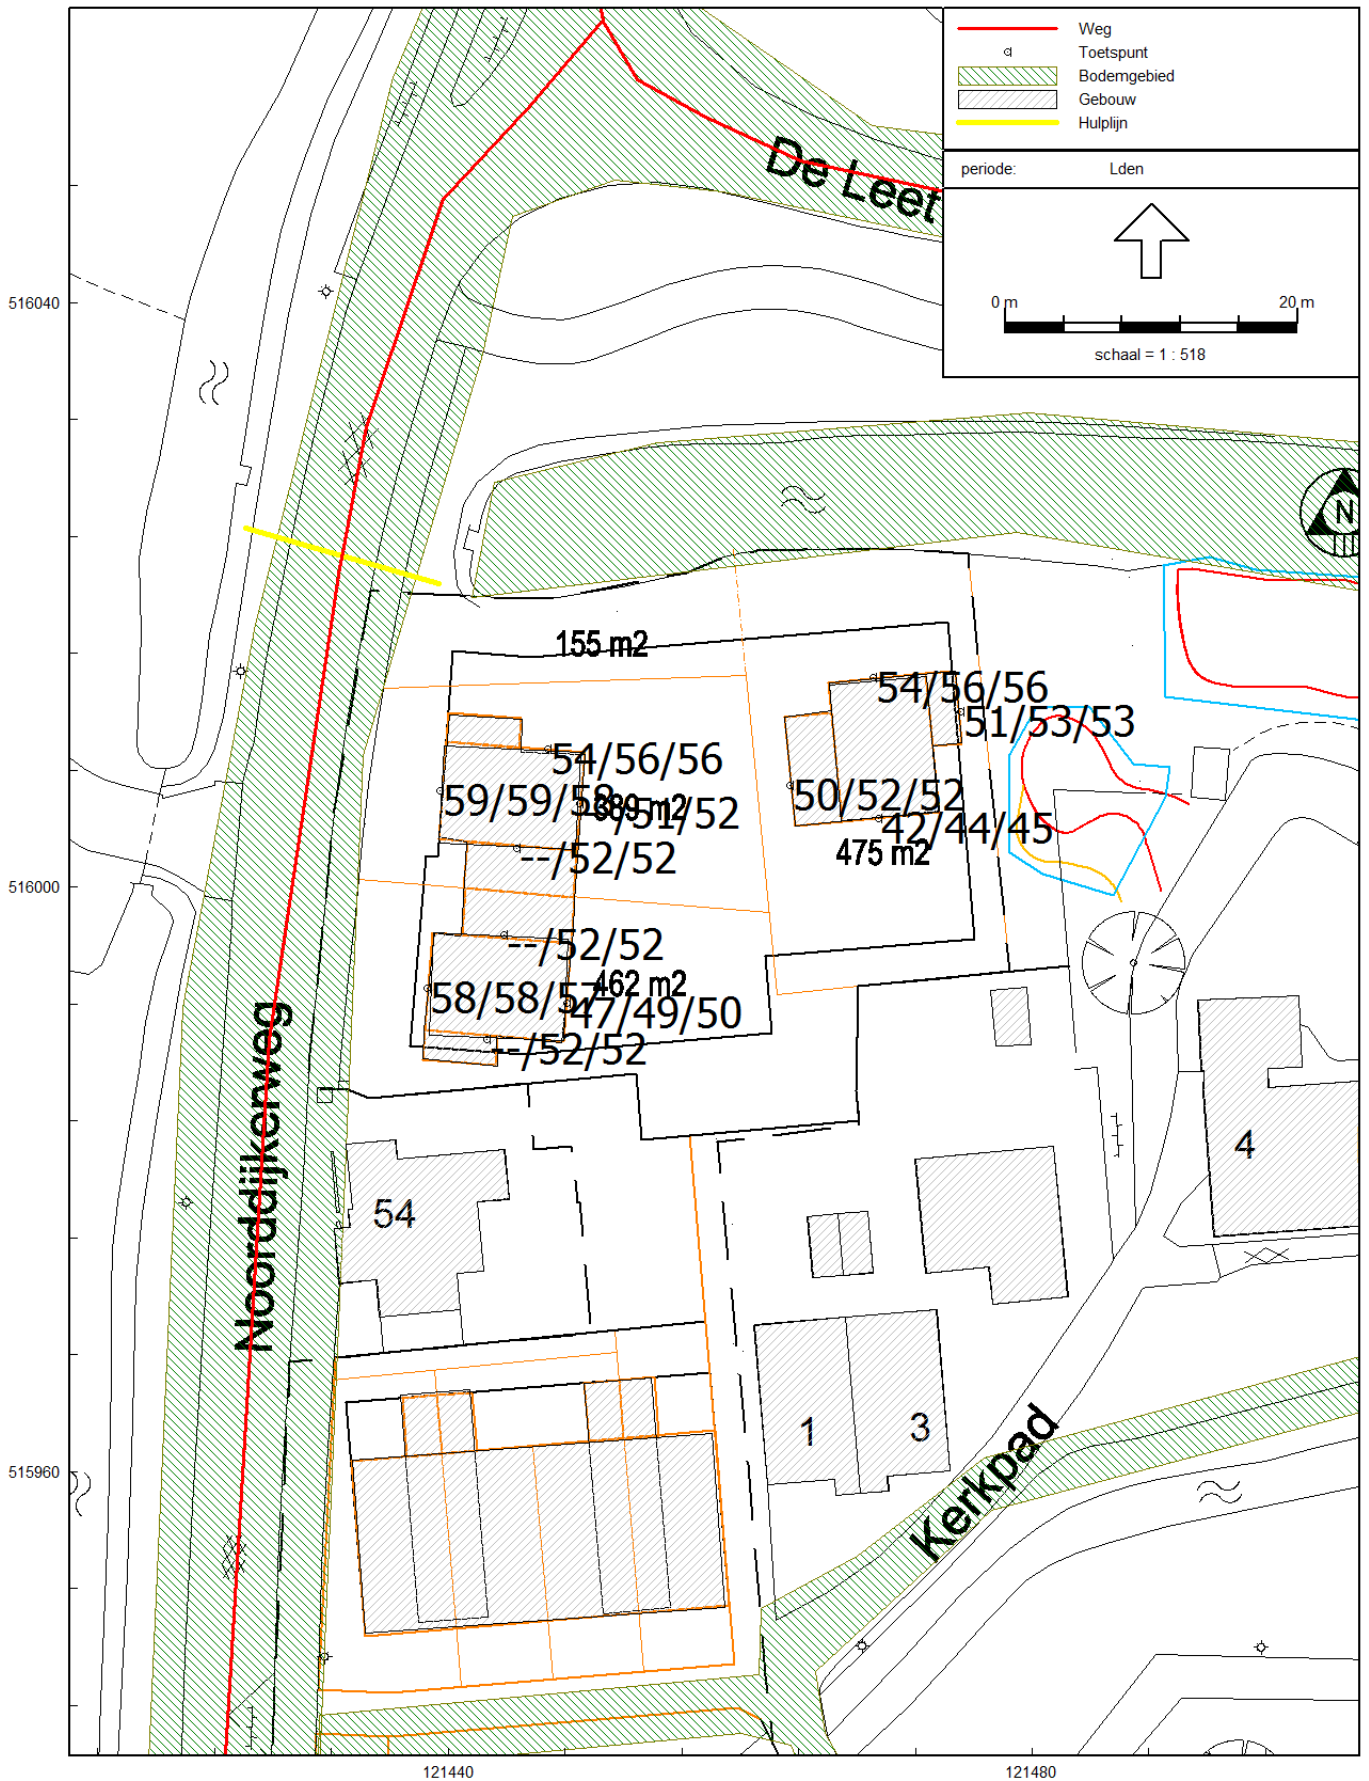 Weg
Toetspunt
Bodemgebied
Gebouw
Hulplijn
periode: Lden
0 m 20 m
schaal = 1 : 518
De Leet
516040
N
155 m2
54/56/56
51/53/53
54/56/56
59/59/58
/51/52
50/52/52
42/44/45
475 m2
--/52/52
516000
--/52/52
462 m2
58/58/57
47/49/50
--/52/52
Noorddijkerweg
54
4
1
3
Kerkpad
515960
121440
121480